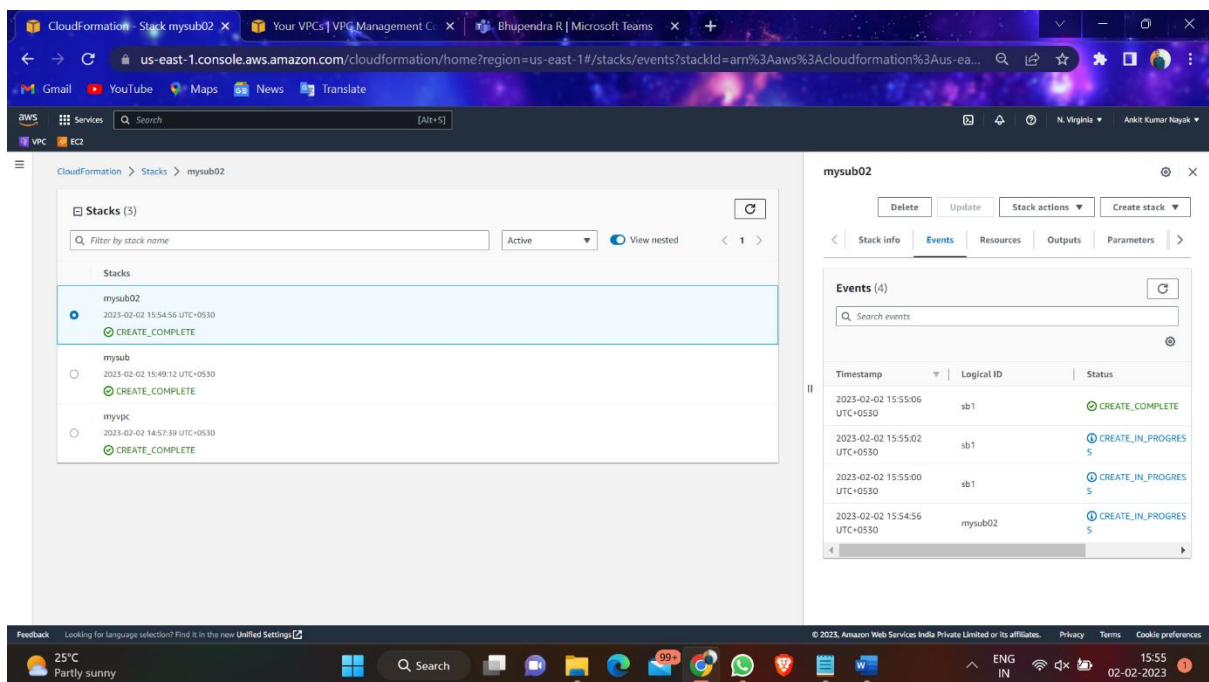 CloudFormation - Stack mysub02
Your VPCs | VPC Management Co
Bhupendra R | Microsoft Teams
us-east-1.console.aws.amazon.com/cloudformation/home?region=us-east-1#/stacks/events?stackId=arn%3Aaws%3Acloudformation%3Aus-ea...
Gmail YouTube Maps News Translate
aws Services Search [Alt+S] N. Virginia Ankit Kumar Nayak
VPC EC2
CloudFormation > Stacks > mysub02
Stacks (3)
Filter by stack name Active View nested 1
Stacks
mysub02
2023-02-02 15:54:56 UTC+0530
CREATE_COMPLETE
mysub
2023-02-02 15:49:12 UTC+0530
CREATE_COMPLETE
myvpc
2023-02-02 14:57:39 UTC+0530
CREATE_COMPLETE
mysub02
Delete Update Stack actions Create stack
Stack info Events Resources Outputs Parameters
Events (4)
Search events
Timestamp Logical ID Status
2023-02-02 15:55:06
UTC+0530 sb1 CREATE_COMPLETE
2023-02-02 15:55:02
UTC+0530 sb1 CREATE_IN_PROGRES
S
2023-02-02 15:55:00
UTC+0530 sb1 CREATE_IN_PROGRES
S
2023-02-02 15:54:56
UTC+0530 mysub02 CREATE_IN_PROGRES
S
Feedback Looking for language selection? Find it in the new Unified Settings © 2023, Amazon Web Services India Private Limited or its affiliates. Privacy Terms Cookie preferences
25°C
Partly sunny
Search
99+
ENG
IN
15:55
02-02-2023
1